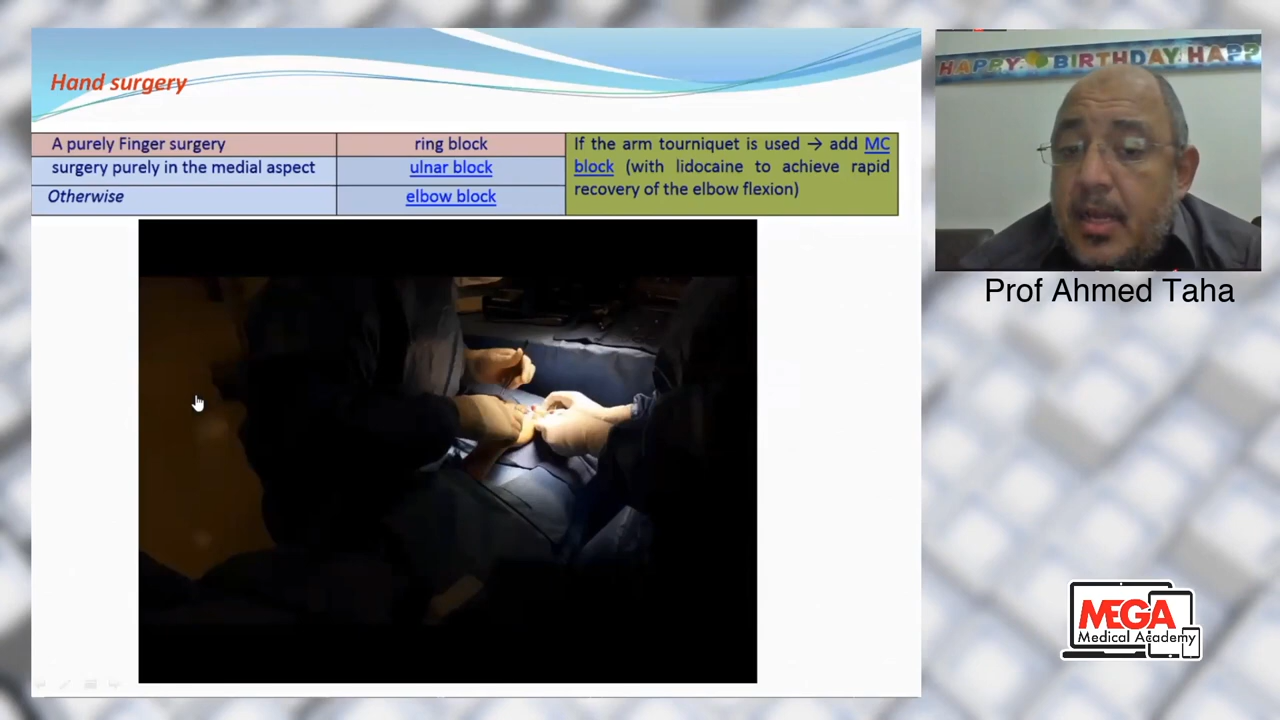 Hand surgery
A purely Finger surgery
ring block
surgery purely in the medial aspect
ulnar block
Otherwise
elbow block
If the arm tourniquet is used → add MC
block (with lidocaine to achieve rapid
recovery of the elbow flexion)
HAPPY BIRTHDAY HAPP
Prof Ahmed Taha
MEGA
Medical Academy